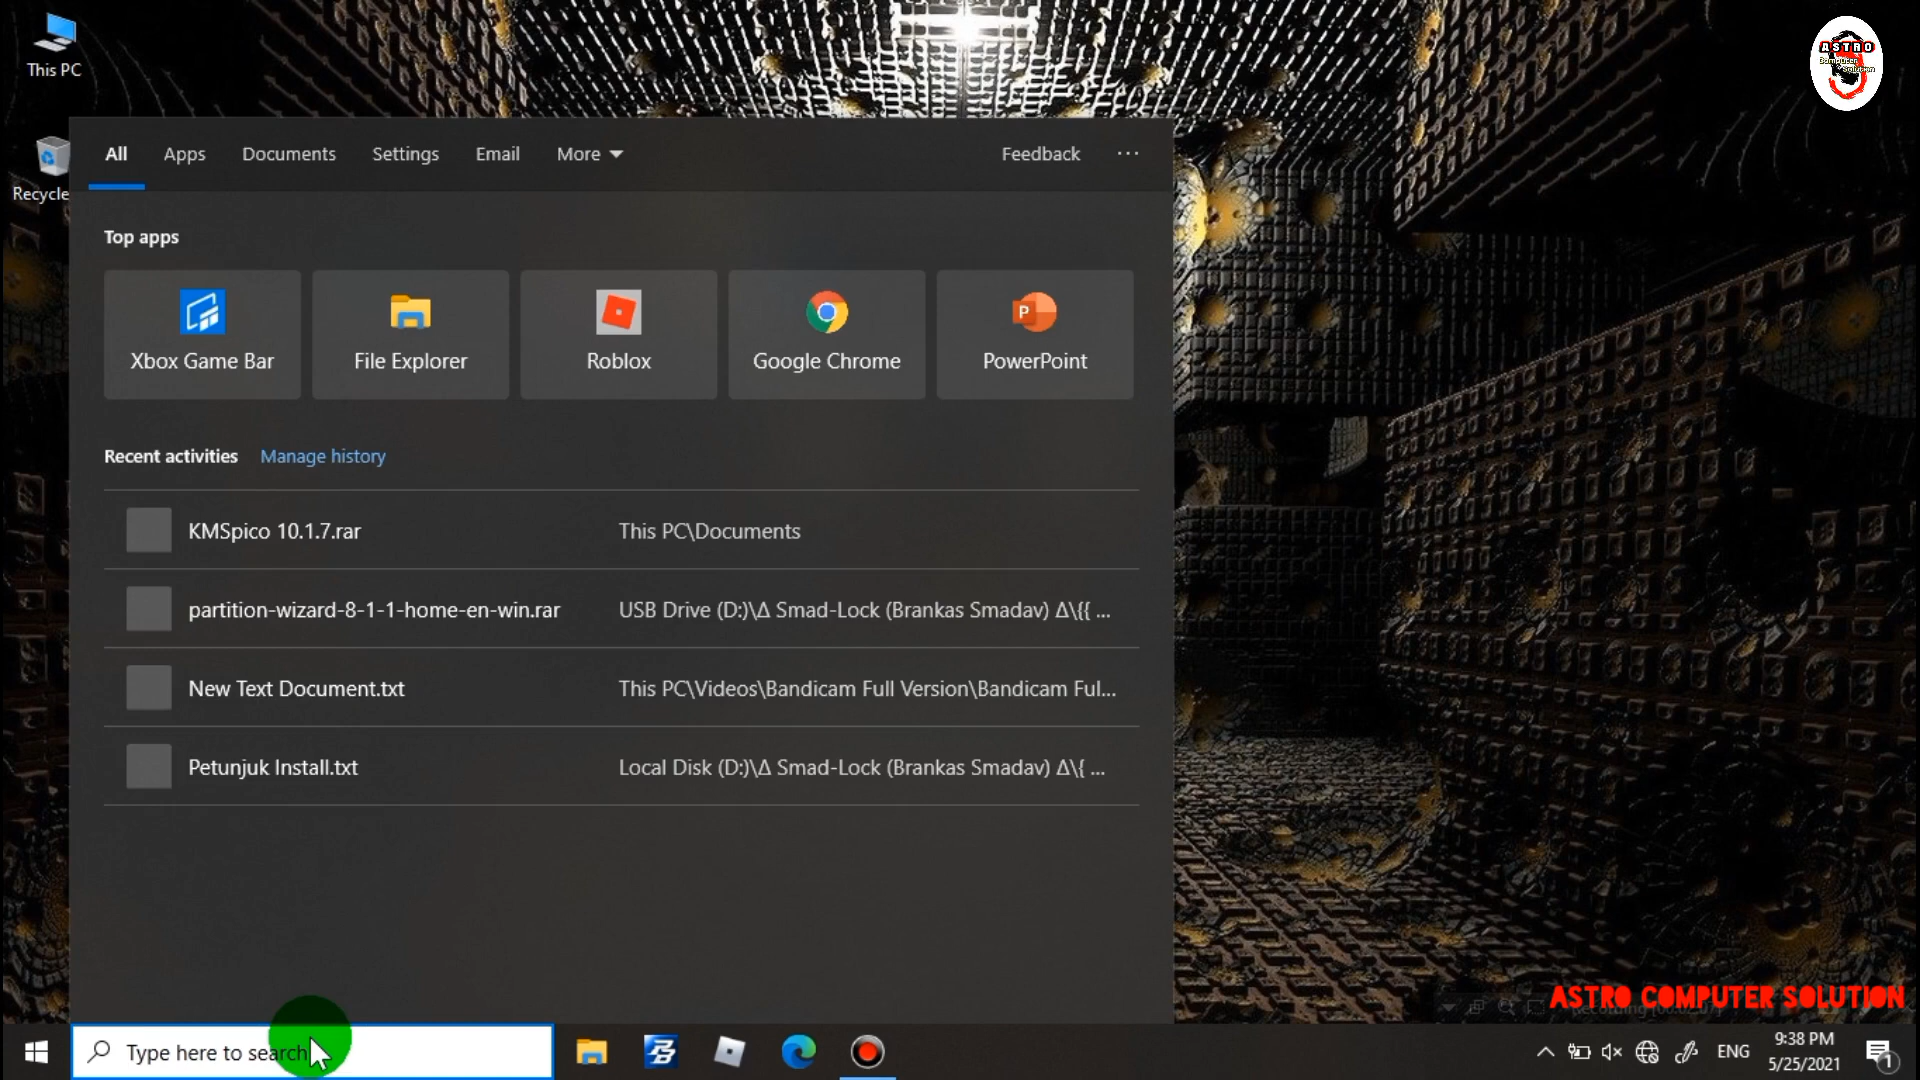 This PC
ASTRO
Computer
Solution
Recycle
All Apps Documents Settings Email More Feedback
Top apps
Xbox Game Bar File Explorer Roblox Google Chrome PowerPoint
Recent activities Manage history
KMSpico 10.1.7.rar This PC\Documents
partition-wizard-8-1-1-home-en-win.rar USB Drive (D:)\Δ Smad-Lock (Brankas Smadav) Δ\{{ ...
New Text Document.txt This PC\Videos\Bandicam Full Version\Bandicam Ful...
Petunjuk Install.txt Local Disk (D:)\Δ Smad-Lock (Brankas Smadav) Δ\{ ...
ASTRO COMPUTER SOLUTION
Type here to search
ENG
9:38 PM
5/25/2021
1